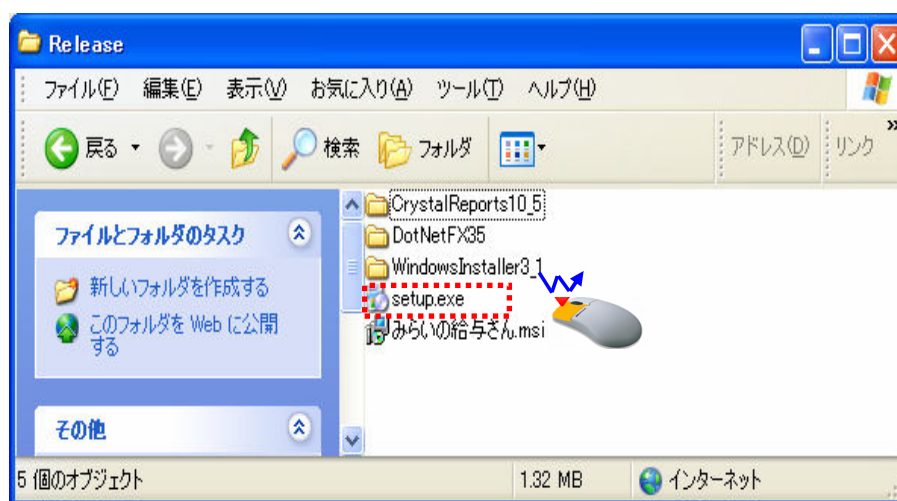 Release
ファイル(F) 編集(E) 表示(V) お気に入り(A) ツール(T) ヘルプ(H)
戻る 検索 フォルダ アドレス(D) リンク »
ファイルとフォルダのタスク
新しいフォルダを作成する
このフォルダを Web に公開
する
その他
CrystalReports10_5
DotNetFX35
WindowsInstaller3_1
setup.exe
みらいの給与さん.msi
5 個のオブジェクト 1.32 MB インターネット